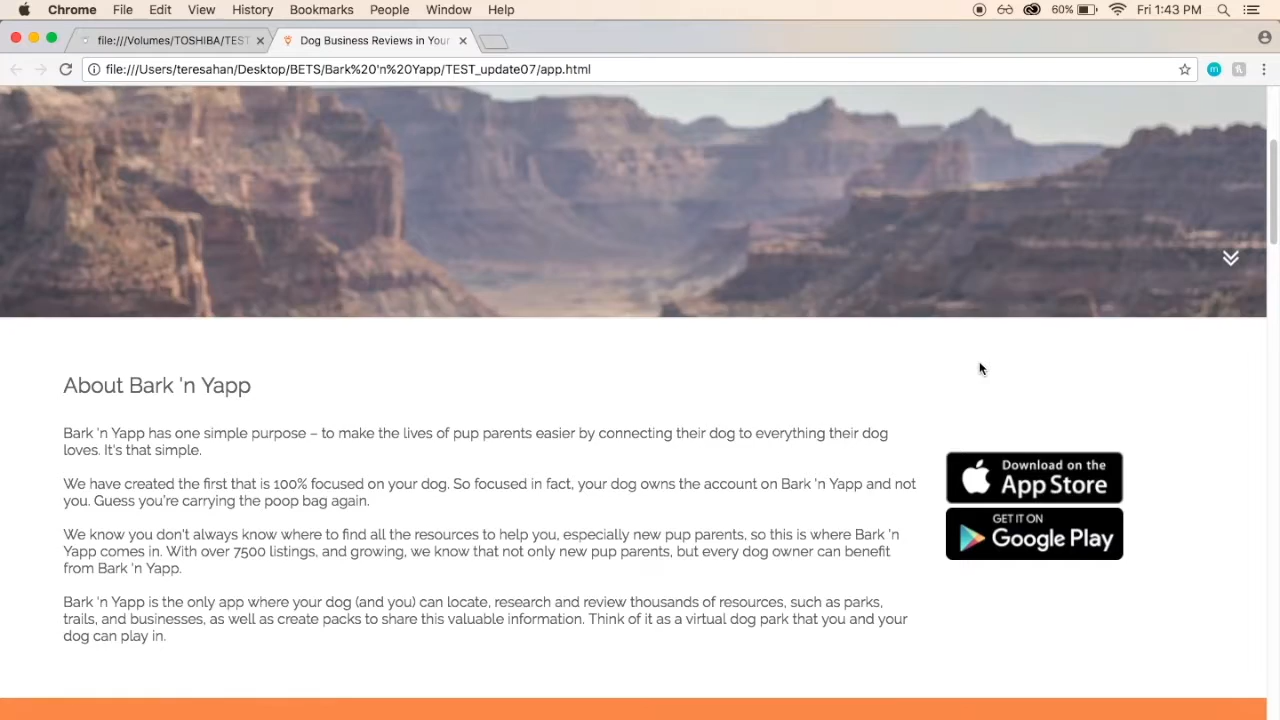 Chrome File Edit View History Bookmarks People Window Help 60% Fri 1:43 PM
file:///Volumes/TOSHIBA/TEST Dog Business Reviews in Your
file:///Users/teresahan/Desktop/BETS/Bark%20'n%20Yapp/TEST_update07/app.html
About Bark 'n Yapp
Bark 'n Yapp has one simple purpose – to make the lives of pup parents easier by connecting their dog to everything their dog
loves. It's that simple.
We have created the first that is 100% focused on your dog. So focused in fact, your dog owns the account on Bark 'n Yapp and not
you. Guess you're carrying the poop bag again.
We know you don't always know where to find all the resources to help you, especially new pup parents, so this is where Bark 'n
Yapp comes in. With over 7500 listings, and growing, we know that not only new pup parents, but every dog owner can benefit
from Bark 'n Yapp.
Bark 'n Yapp is the only app where your dog (and you) can locate, research and review thousands of resources, such as parks,
trails, and businesses, as well as create packs to share this valuable information. Think of it as a virtual dog park that you and your
dog can play in.
Download on the
App Store
GET IT ON
Google Play